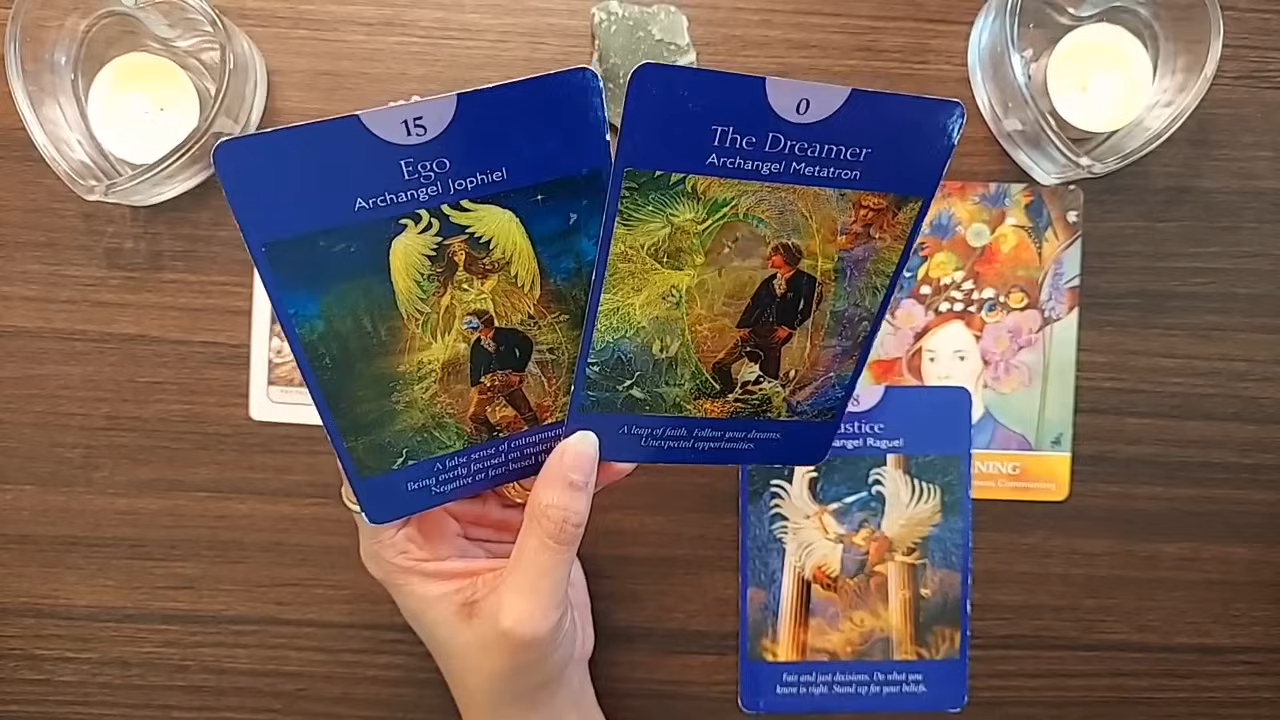 15
Ego
Archangel Jophiel
A false sense of entrapment
Being overly focused on
Negative or fear-based
0
The Dreamer
Archangel Metatron
A leap of faith. Follow your dreams.
Unexpected opportunities.
8
ustice
angel Raguel
Fair and just decisions. Do what you
know is right. Stand up for your beliefs.
NING
Communing